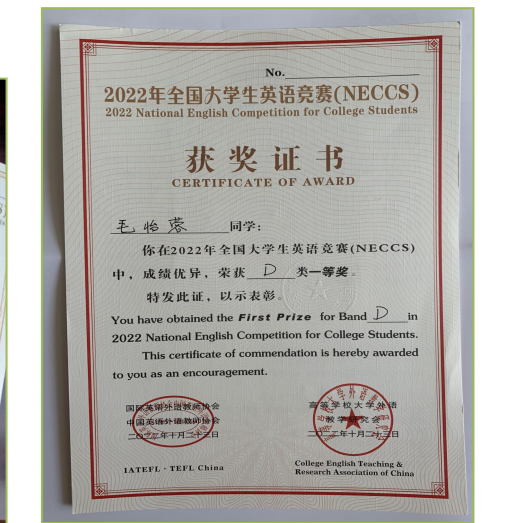 No.
2022年全国大学生英语竞赛(NECCS)
2022 National English Competition for College Students
获奖证书
CERTIFICATE OF AWARD
毛怡蓉 同学:
你在2022年全国大学生英语竞赛(NECCS)
中，成绩优异，荣获 D 类一等奖。
特发此证，以示表彰。
You have obtained the First Prize for Band D in
2022 National English Competition for College Students.
This certificate of commendation is hereby awarded
to you as an encouragement.
国际英语外语教师协会
中国英语外语教师协会
二〇二二年十月二十三日
IATEFL·TEFL China
高等学校大学外语
教学研究会
二〇二二年十月二十三日
College English Teaching &
Research Association of China